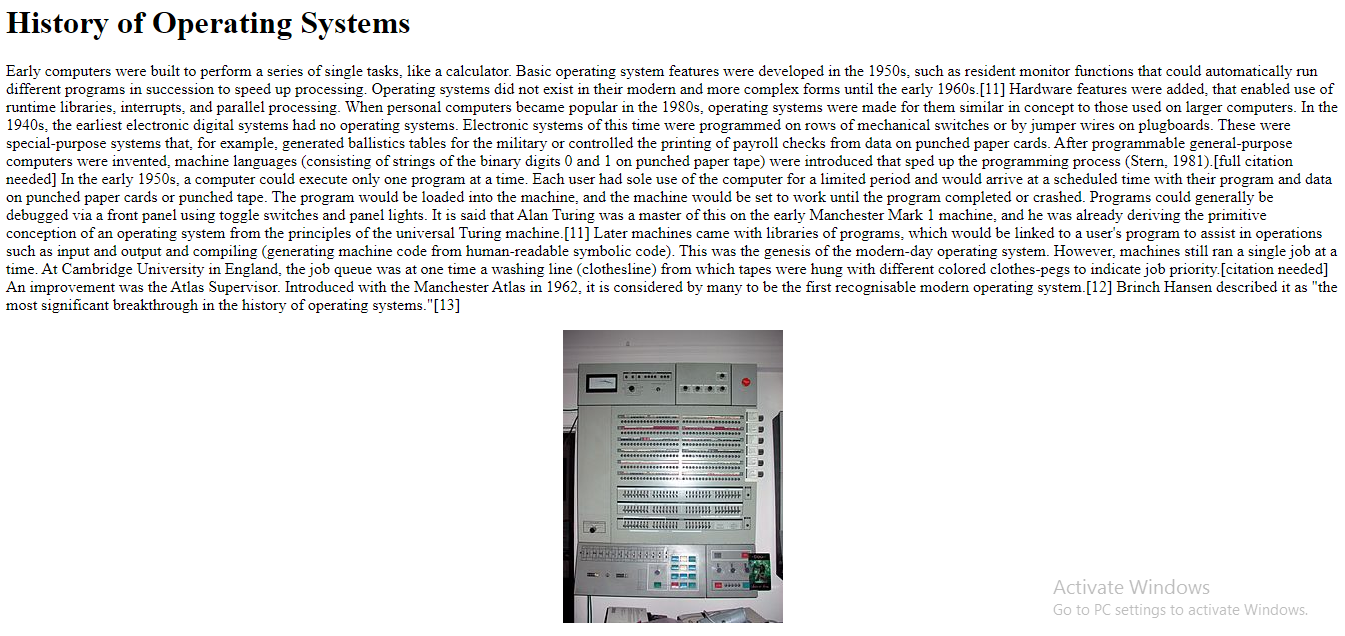 History of Operating Systems
Early computers were built to perform a series of single tasks, like a calculator. Basic operating system features were developed in the 1950s, such as resident monitor functions that could automatically run
different programs in succession to speed up processing. Operating systems did not exist in their modern and more complex forms until the early 1960s.[11] Hardware features were added, that enabled use of
runtime libraries, interrupts, and parallel processing. When personal computers became popular in the 1980s, operating systems were made for them similar in concept to those used on larger computers. In the
1940s, the earliest electronic digital systems had no operating systems. Electronic systems of this time were programmed on rows of mechanical switches or by jumper wires on plugboards. These were
special-purpose systems that, for example, generated ballistics tables for the military or controlled the printing of payroll checks from data on punched paper cards. After programmable general-purpose
computers were invented, machine languages (consisting of strings of the binary digits 0 and 1 on punched paper tape) were introduced that sped up the programming process (Stern, 1981).[full citation
needed] In the early 1950s, a computer could execute only one program at a time. Each user had sole use of the computer for a limited period and would arrive at a scheduled time with their program and data
on punched paper cards or punched tape. The program would be loaded into the machine, and the machine would be set to work until the program completed or crashed. Programs could generally be
debugged via a front panel using toggle switches and panel lights. It is said that Alan Turing was a master of this on the early Manchester Mark 1 machine, and he was already deriving the primitive
conception of an operating system from the principles of the universal Turing machine.[11] Later machines came with libraries of programs, which would be linked to a user's program to assist in operations
such as input and output and compiling (generating machine code from human-readable symbolic code). This was the genesis of the modern-day operating system. However, machines still ran a single job at a
time. At Cambridge University in England, the job queue was at one time a washing line (clothesline) from which tapes were hung with different colored clothes-pegs to indicate job priority.[citation needed]
An improvement was the Atlas Supervisor. Introduced with the Manchester Atlas in 1962, it is considered by many to be the first recognisable modern operating system.[12] Brinch Hansen described it as "the
most significant breakthrough in the history of operating systems."[13]
Activate Windows
Go to PC settings to activate Windows.